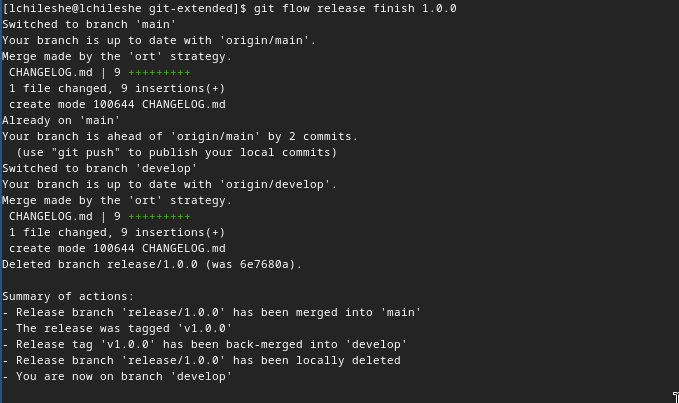 [lchileshe@lchileshe git-extended]$ git flow release finish 1.0.0
Switched to branch 'main'
Your branch is up to date with 'origin/main'.
Merge made by the 'ort' strategy.
 CHANGELOG.md | 9 +++++++++
 1 file changed, 9 insertions(+)
 create mode 100644 CHANGELOG.md
Already on 'main'
Your branch is ahead of 'origin/main' by 2 commits.
  (use "git push" to publish your local commits)
Switched to branch 'develop'
Your branch is up to date with 'origin/develop'.
Merge made by the 'ort' strategy.
 CHANGELOG.md | 9 +++++++++
 1 file changed, 9 insertions(+)
 create mode 100644 CHANGELOG.md
Deleted branch release/1.0.0 (was 6e7680a).

Summary of actions:
- Release branch 'release/1.0.0' has been merged into 'main'
- The release was tagged 'v1.0.0'
- Release tag 'v1.0.0' has been back-merged into 'develop'
- Release branch 'release/1.0.0' has been locally deleted
- You are now on branch 'develop'